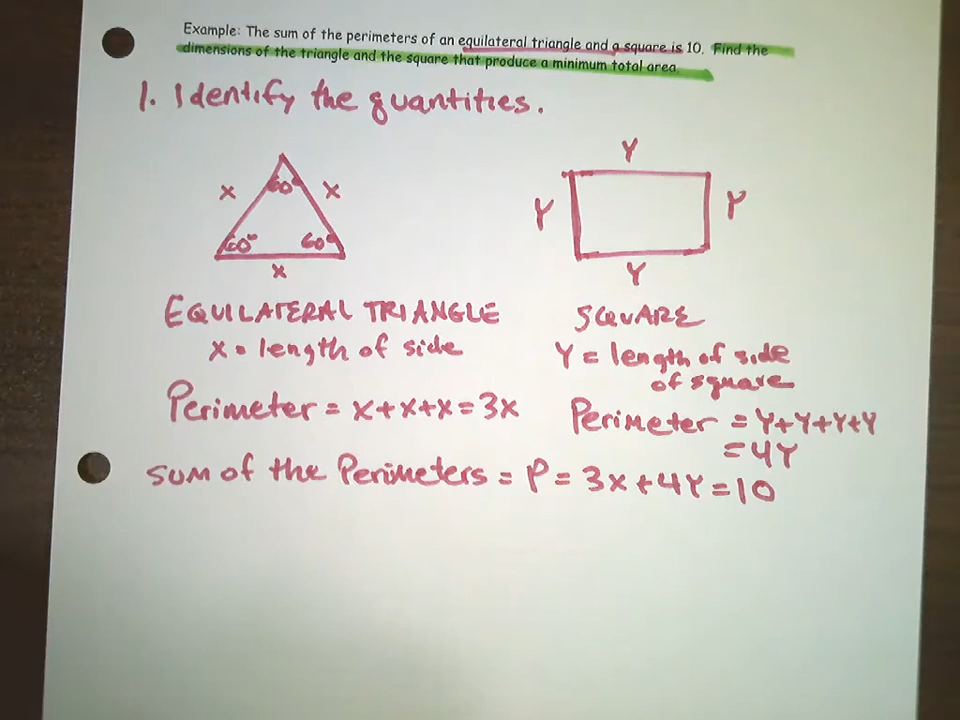 Example: The sum of the perimeters of an equilateral triangle and a square is 10. Find the
dimensions of the triangle and the square that produce a minimum total area.
1. Identify the quantities.
x 60° x
60° 60°
x
Y
Y Y
Y
EQUILATERAL TRIANGLE
x = length of side
Perimeter = x+x+x=3x
SQUARE
Y = length of side
of square
Perimeter = Y+Y+Y+Y
=4Y
Sum of the Perimeters = P = 3x+4Y=10